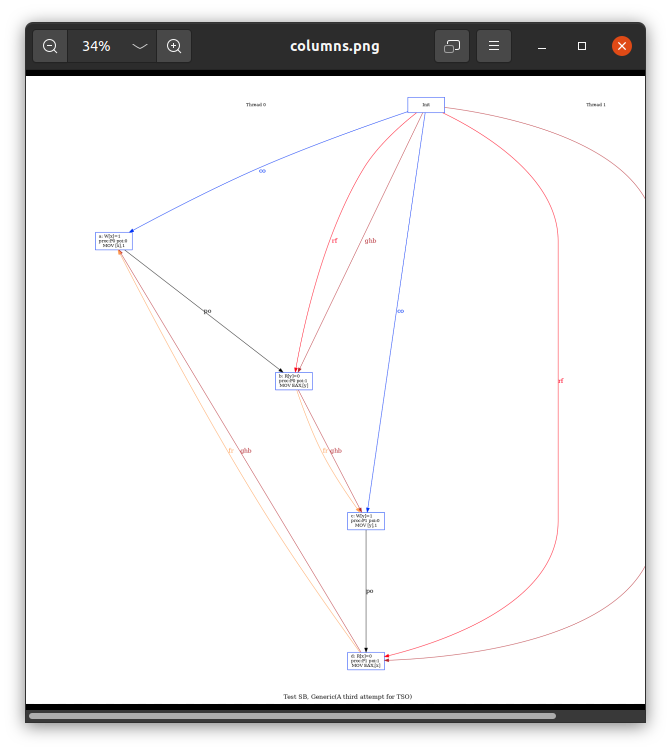 34%
columns.png
Thread 0
Init
Thread 1
co
a: W[x]=1
proc:P0 poi:0
MOV [x],1
rf
ghb
po
co
b: R[y]=0
proc:P0 poi:1
MOV EAX,[y]
rf
fr
ghb
fr
ghb
c: W[y]=1
proc:P1 poi:0
MOV [y],1
po
d: R[x]=0
proc:P1 poi:1
MOV EAX,[x]
Test SB, Generic(A third attempt for TSO)